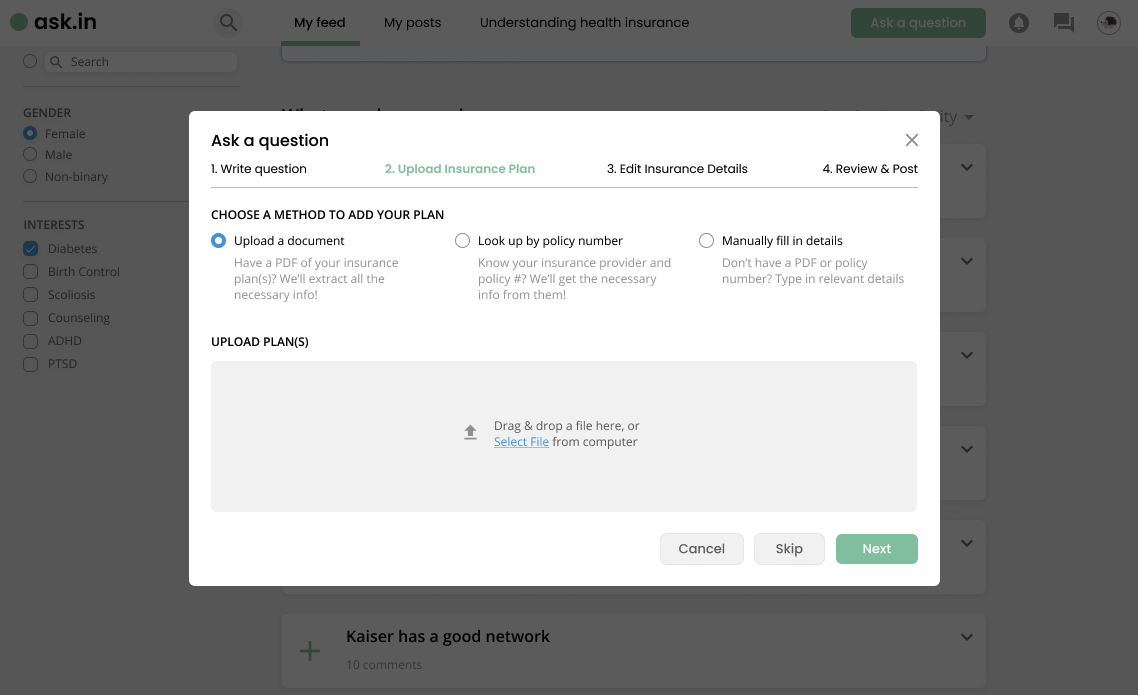 ask.in
My feed
My posts
Understanding health insurance
Ask a question
Search
GENDER
Female
Male
Non-binary
INTERESTS
Diabetes
Birth Control
Scoliosis
Counseling
ADHD
PTSD
Ask a question
1. Write question
2. Upload Insurance Plan
3. Edit Insurance Details
4. Review & Post
CHOOSE A METHOD TO ADD YOUR PLAN
Upload a document
Have a PDF of your insurance
plan(s)? We'll extract all the
necessary info!
Look up by policy number
Know your insurance provider and
policy #? We'll get the necessary
info from them!
Manually fill in details
Don't have a PDF or policy
number? Type in relevant details
UPLOAD PLAN(S)
Drag & drop a file here, or
Select File from computer
Cancel
Skip
Next
Kaiser has a good network
10 comments